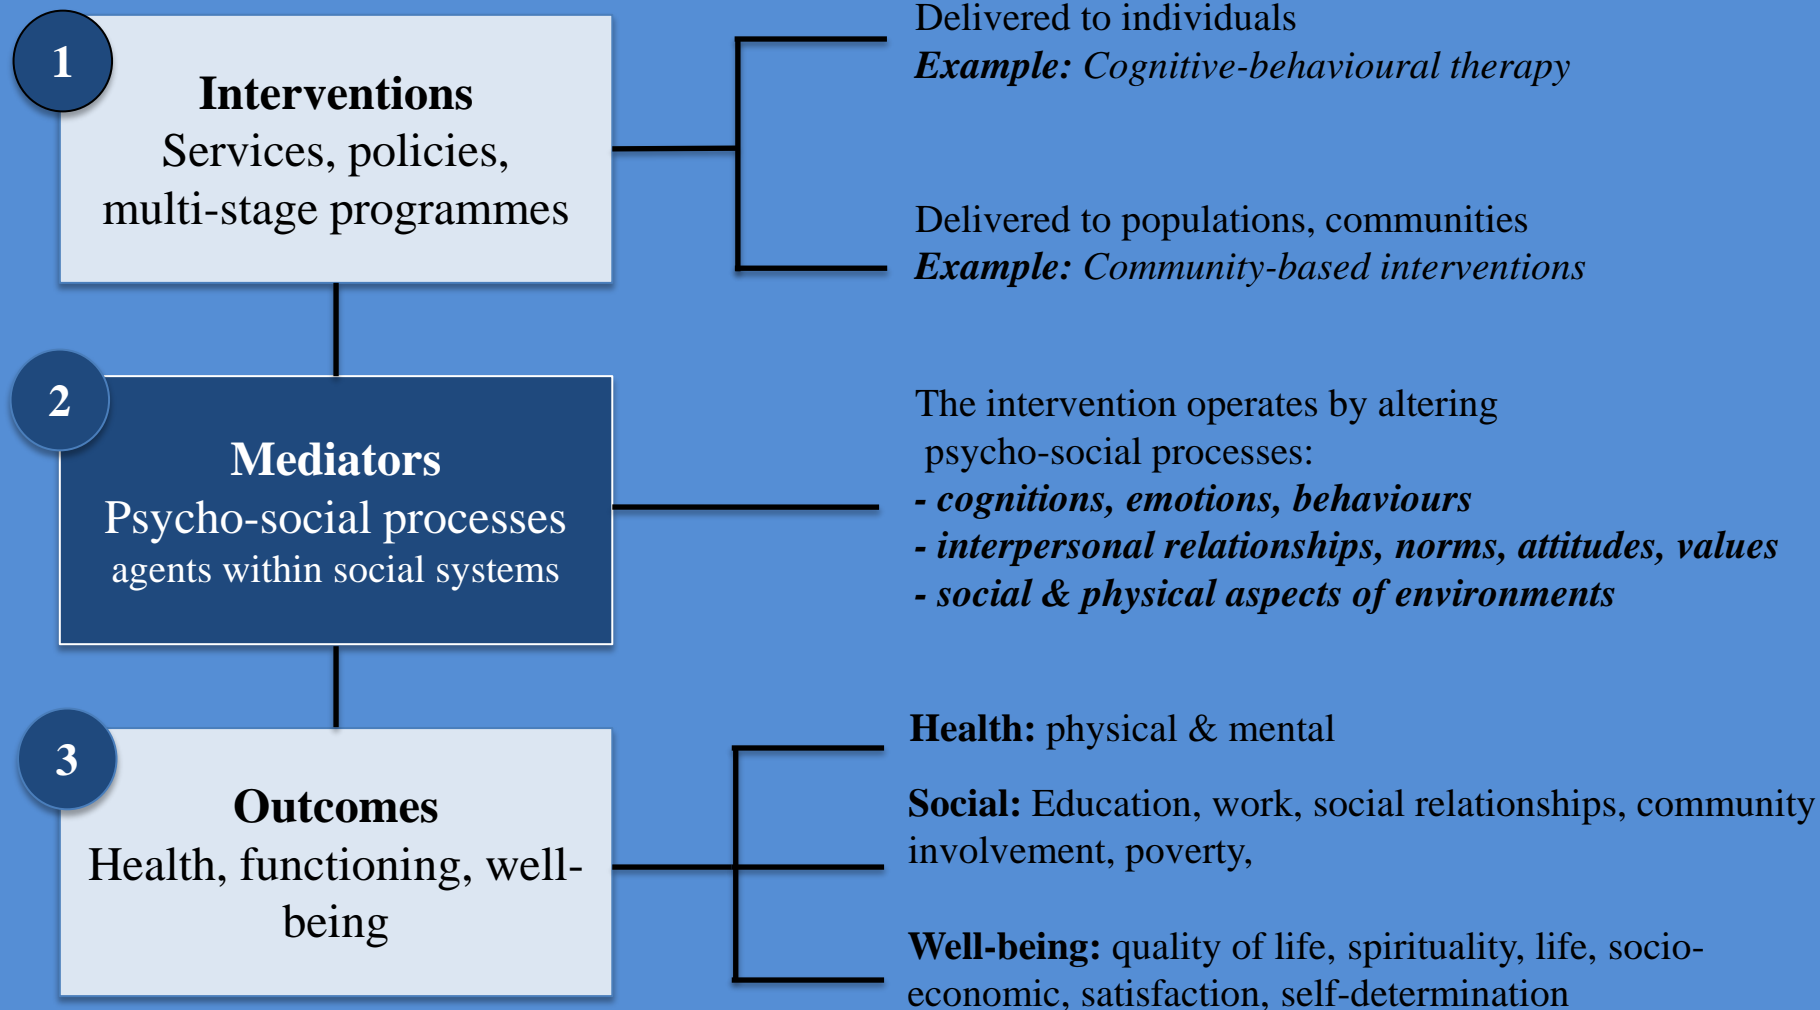 1
Interventions
Services, policies,
multi-stage programmes
Delivered to individuals
Example: Cognitive-behavioural therapy
Delivered to populations, communities
Example: Community-based interventions
2
Mediators
Psycho-social processes
agents within social systems
The intervention operates by altering
psycho-social processes:
- cognitions, emotions, behaviours
- interpersonal relationships, norms, attitudes, values
- social & physical aspects of environments
3
Outcomes
Health, functioning, well-
being
Health: physical & mental
Social: Education, work, social relationships, community
involvement, poverty,
Well-being: quality of life, spirituality, life, socio-
economic, satisfaction, self-determination